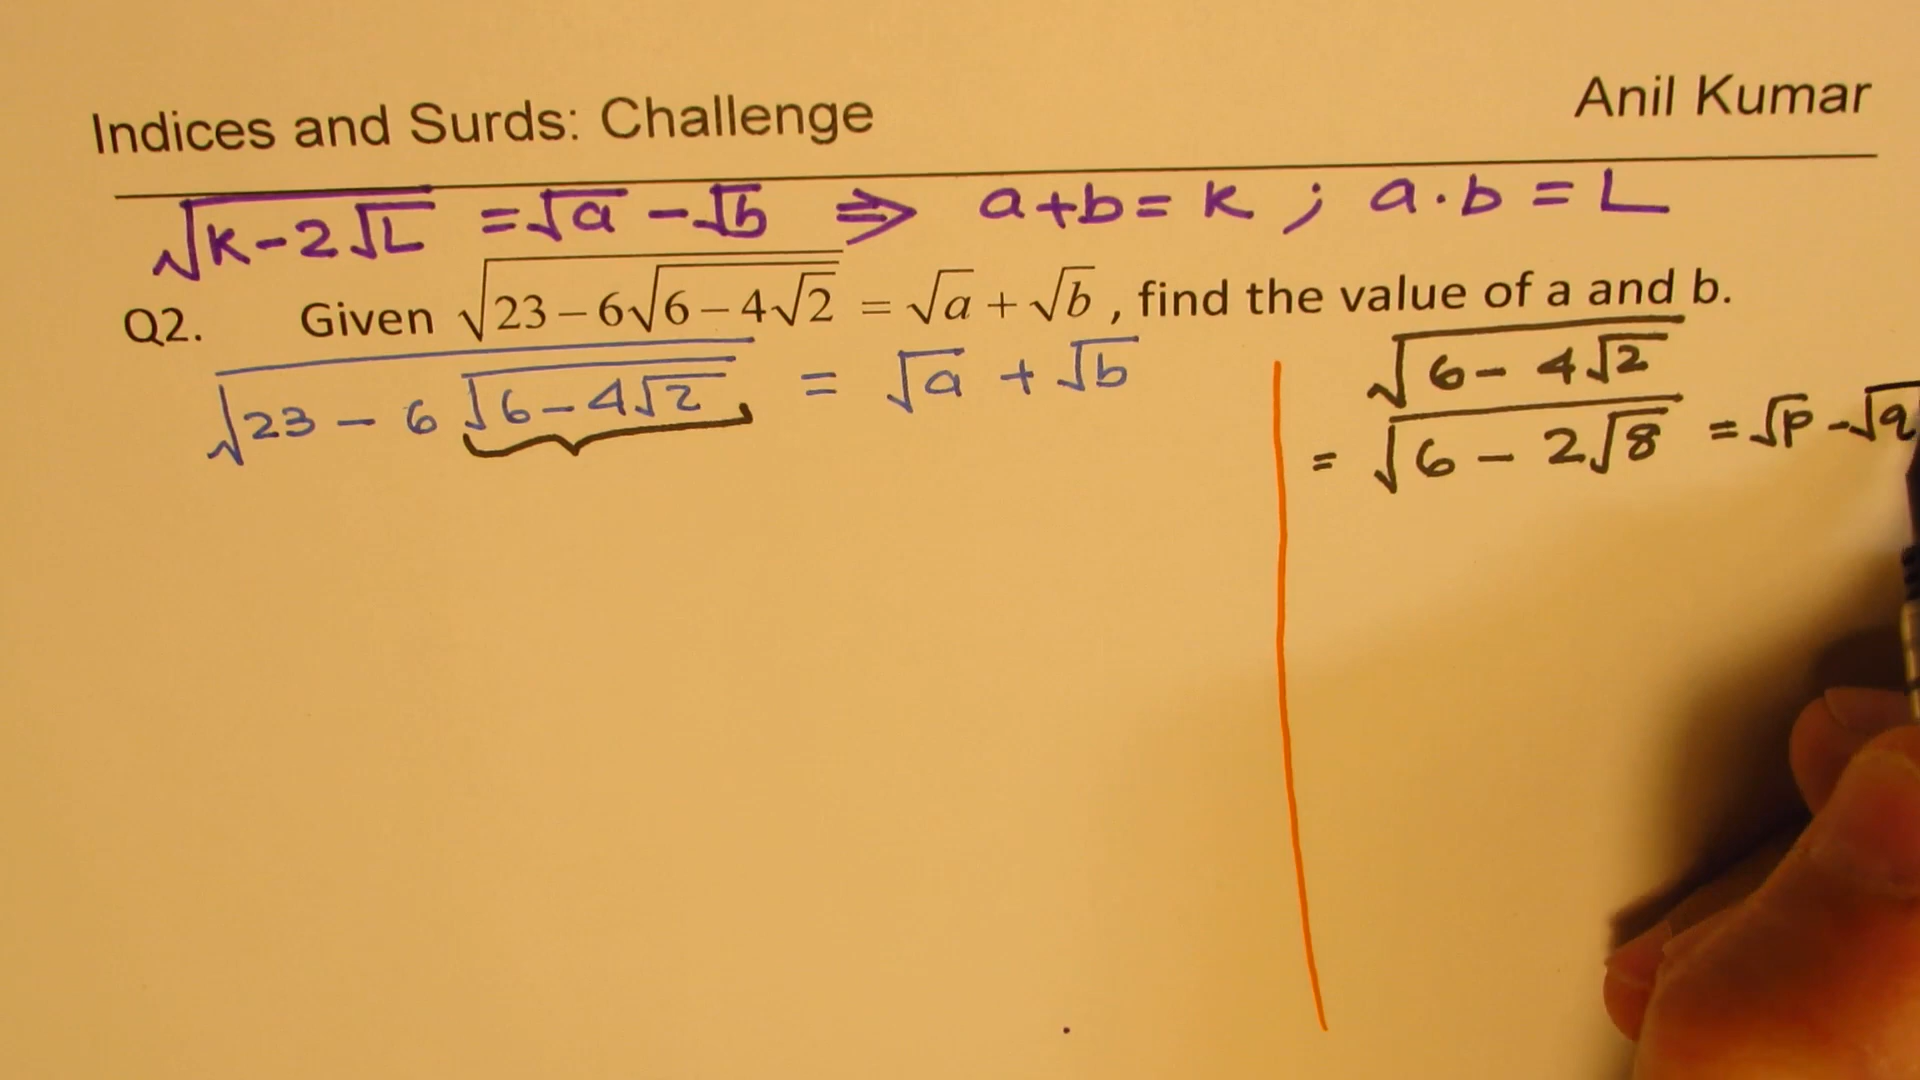 Indices and Surds: Challenge Anil Kumar
√(K-2√L) = √a - √b ⇒ a+b = K ; a.b = L
Q2. Given √(23-6√(6-4√2)) = √a + √b , find the value of a and b.
√(23 - 6√(6-4√2)) = √a + √b
√(6 - 4√2)
= √(6 - 2√8) = √p - √q